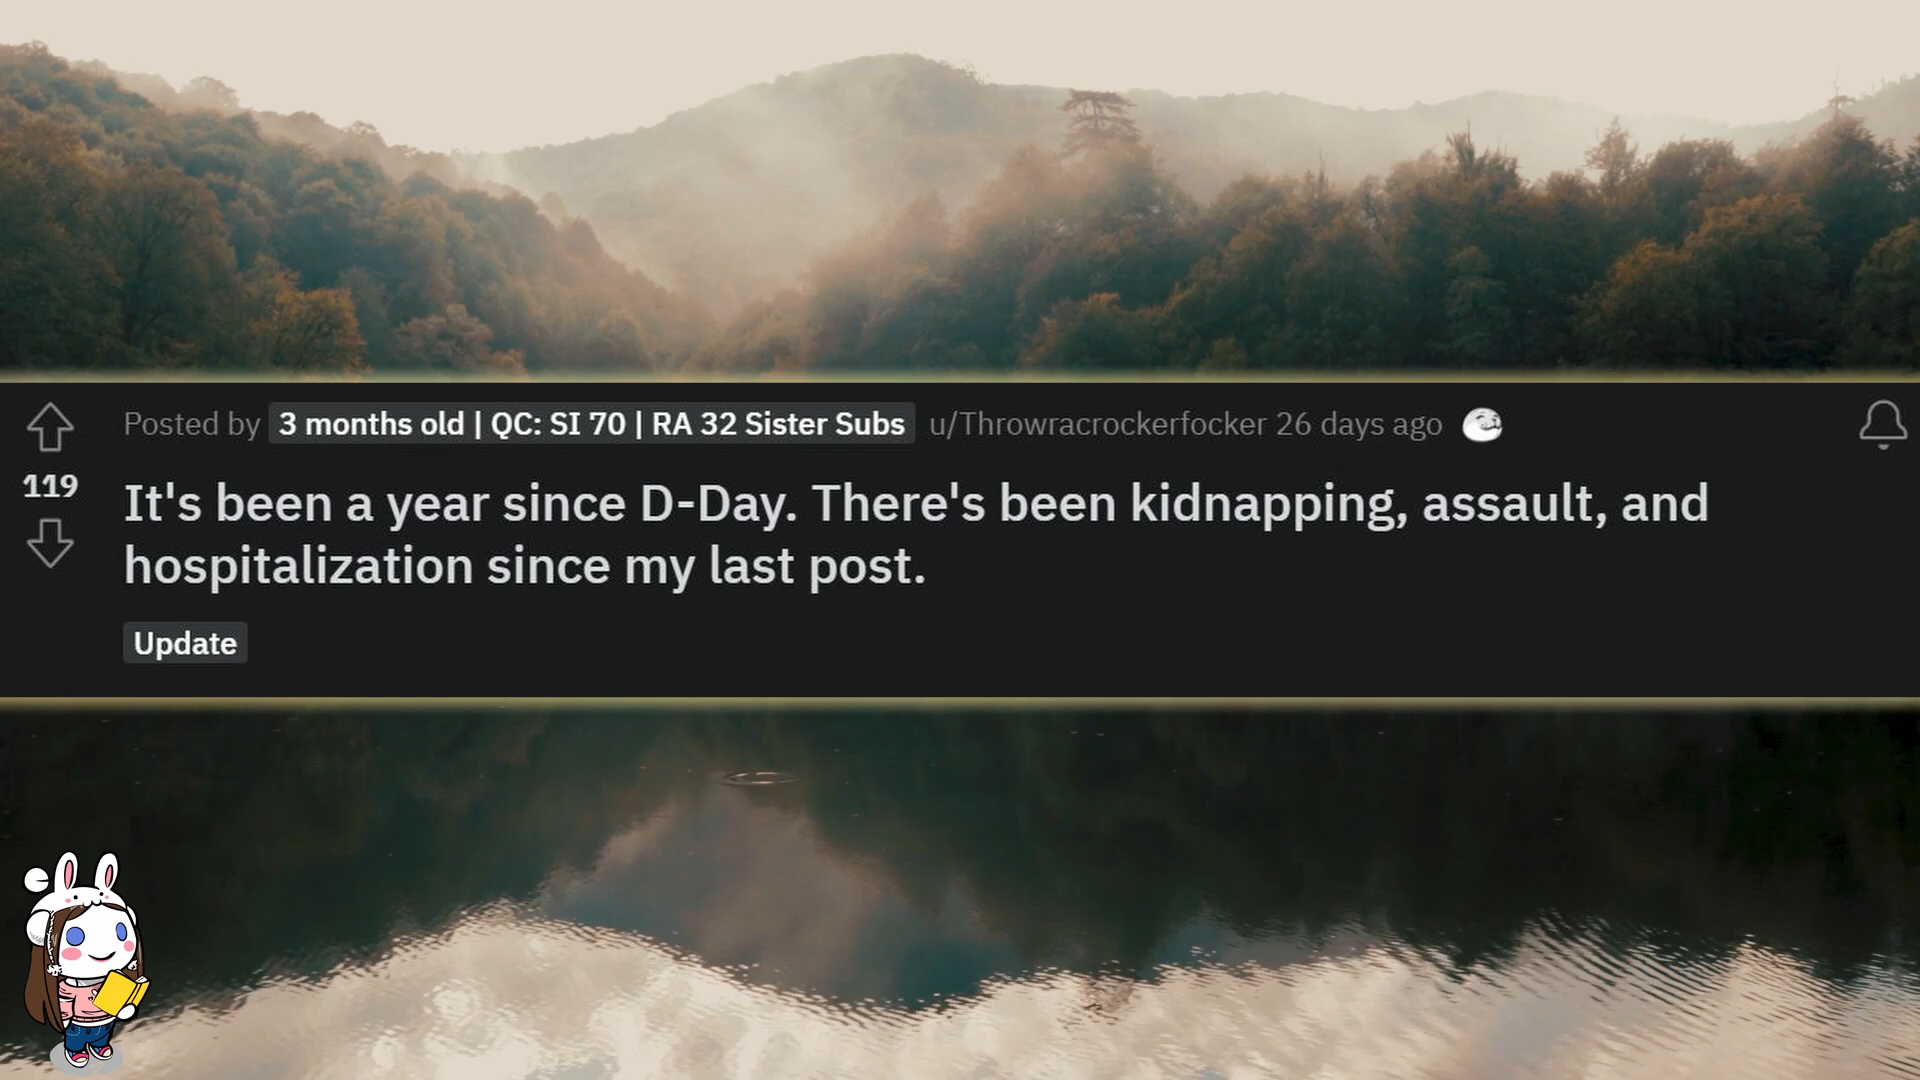 Posted by 3 months old | QC: SI 70 | RA 32 Sister Subs u/Throwracrockerfocker 26 days ago
119
It's been a year since D-Day. There's been kidnapping, assault, and
hospitalization since my last post.
Update